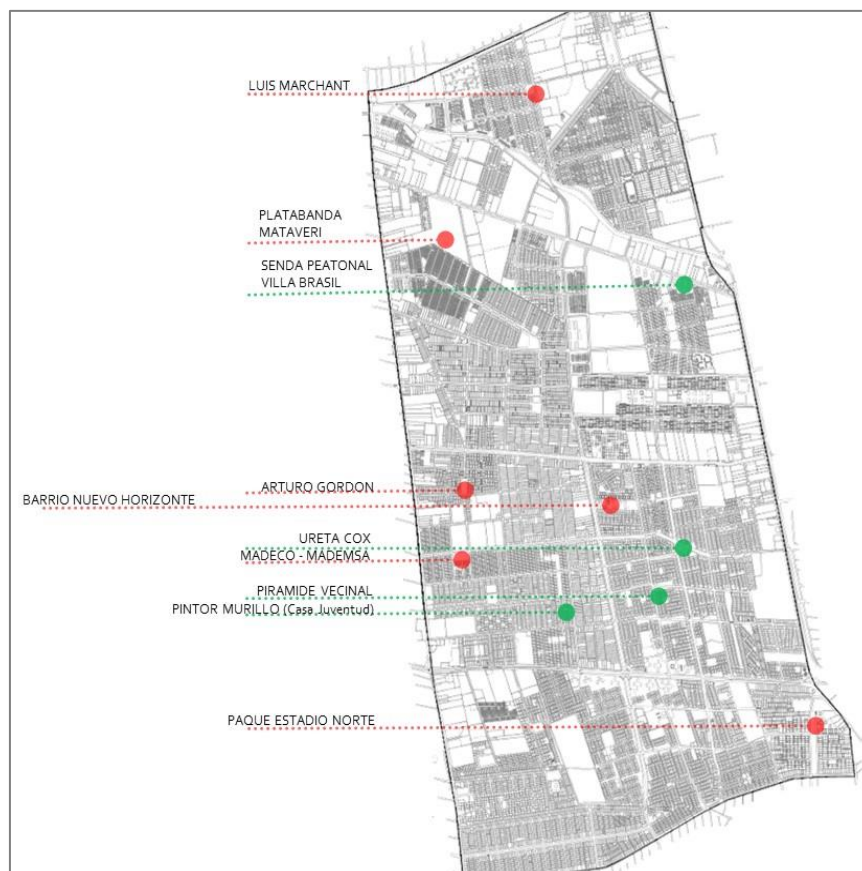 LUIS MARCHANT
PLATABANDA
MATAVERI
SENDA PEATONAL
VILLA BRASIL
ARTURO GORDON
BARRIO NUEVO HORIZONTE
URETA COX
MADECO - MADEMSA
PIRAMIDE VECINAL
PINTOR MURILLO (Casa Juventud)
PAQUE ESTADIO NORTE